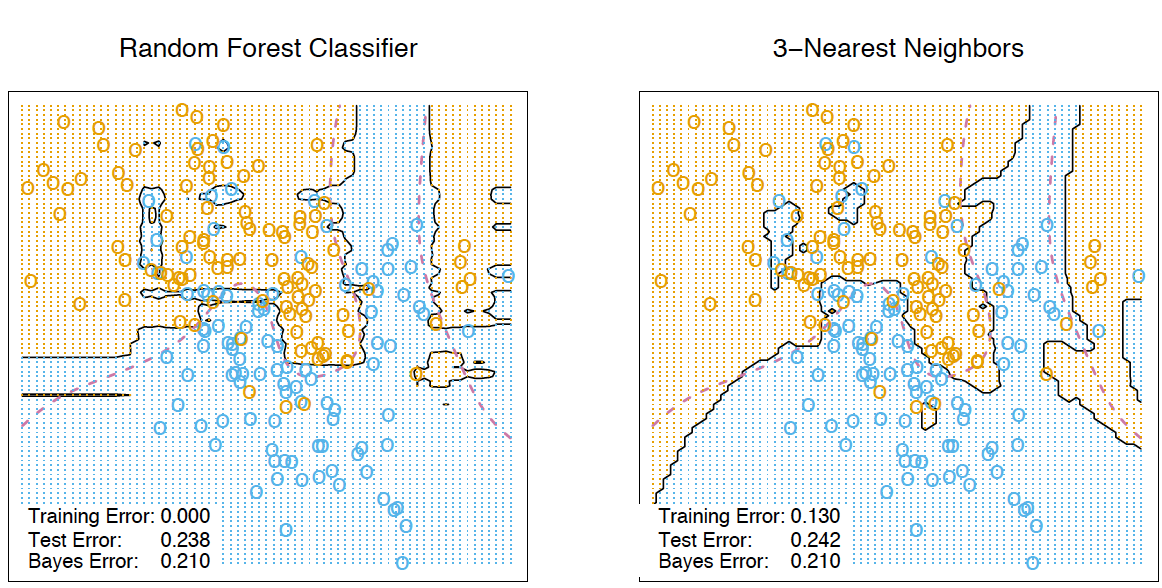 Random Forest Classifier
3−Nearest Neighbors
Training Error: 0.000
Test Error: 0.238
Bayes Error: 0.210
Training Error: 0.130
Test Error: 0.242
Bayes Error: 0.210